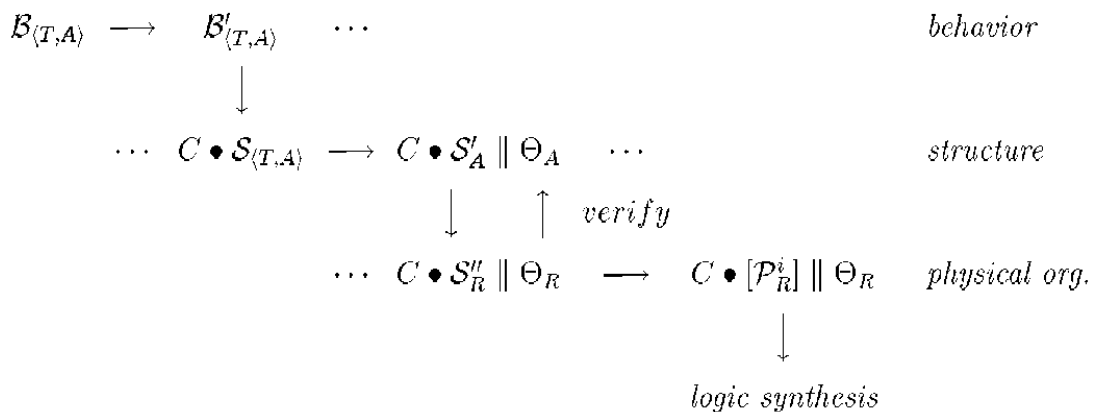 ℬ⟨T,A⟩ ⟶ ℬ′⟨T,A⟩ ⋯ behavior
↓
⋯ C • 𝒮⟨T,A⟩ ⟶ C • 𝒮′A ∥ ΘA ⋯ structure
↓ ↑ verify
⋯ C • 𝒮″R ∥ ΘR ⟶ C • [𝒫ⁱR] ∥ ΘR physical org.
↓
logic synthesis